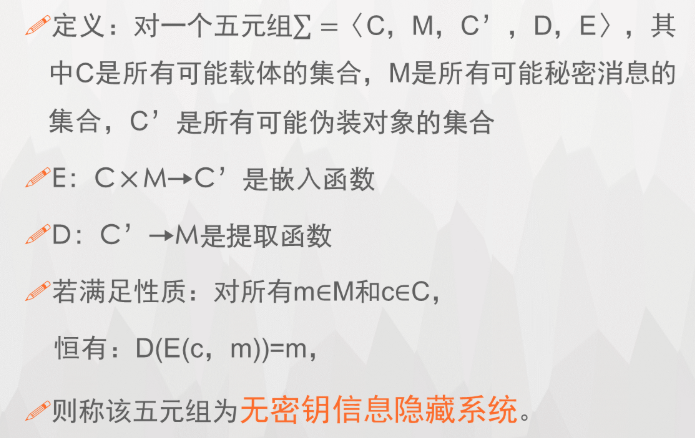 定义：对一个五元组∑ =〈C，M，C’，D，E〉，其
中C是所有可能载体的集合，M是所有可能秘密消息的
集合，C’是所有可能伪装对象的集合
E：C×M→C’是嵌入函数
D：C’→M是提取函数
若满足性质：对所有m∈M和c∈C，
恒有：D(E(c，m))=m，
则称该五元组为无密钥信息隐藏系统。